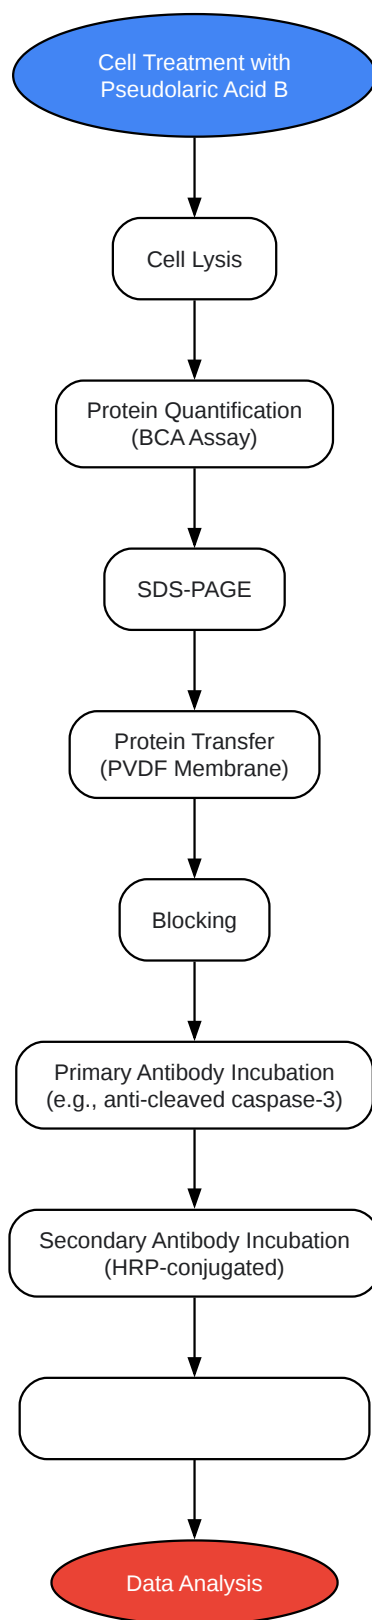 Cell Treatment with
Pseudolaric Acid B
Cell Lysis
Protein Quantification
(BCA Assay)
SDS-PAGE
Protein Transfer
(PVDF Membrane)
Blocking
Primary Antibody Incubation
(e.g., anti-cleaved caspase-3)
Secondary Antibody Incubation
(HRP-conjugated)
Data Analysis